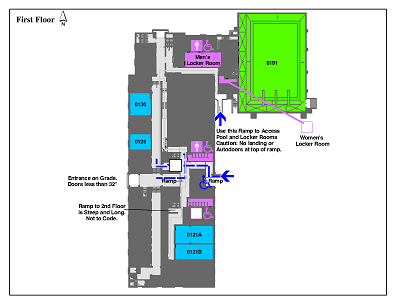 First Floor
N
Men's
Locker Room
0191
0130
0128
Use this Ramp to Access
Pool and Locker Rooms
Caution: No landing or
Autodoors at top of ramp.
Women's
Locker Room
Entrance on Grade.
Doors less than 32"
Ramp
Ramp
Ramp to 2nd Floor
is Steep and Long.
Not to Code.
0121A
0121B